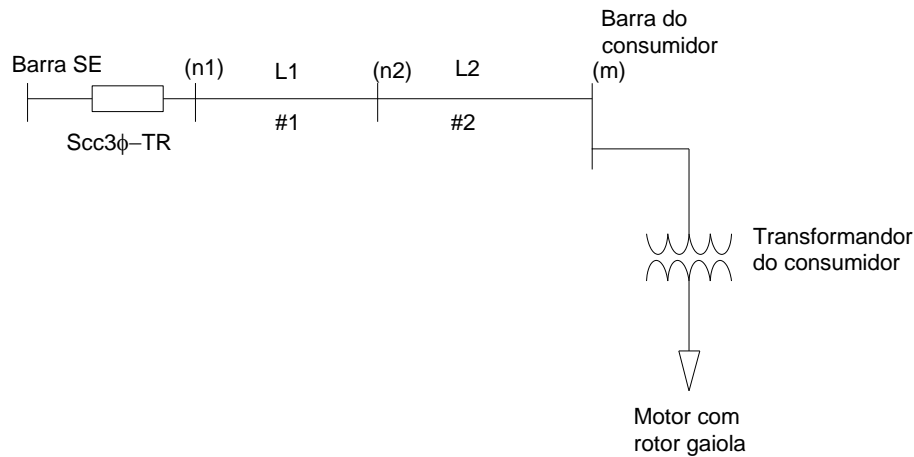 Barra do
consumidor
Barra SE
(n1)
L1
(n2)
L2
(m)
#1
#2
Scc3ϕ−TR
Transformandor
do consumidor
Motor com
rotor gaiola